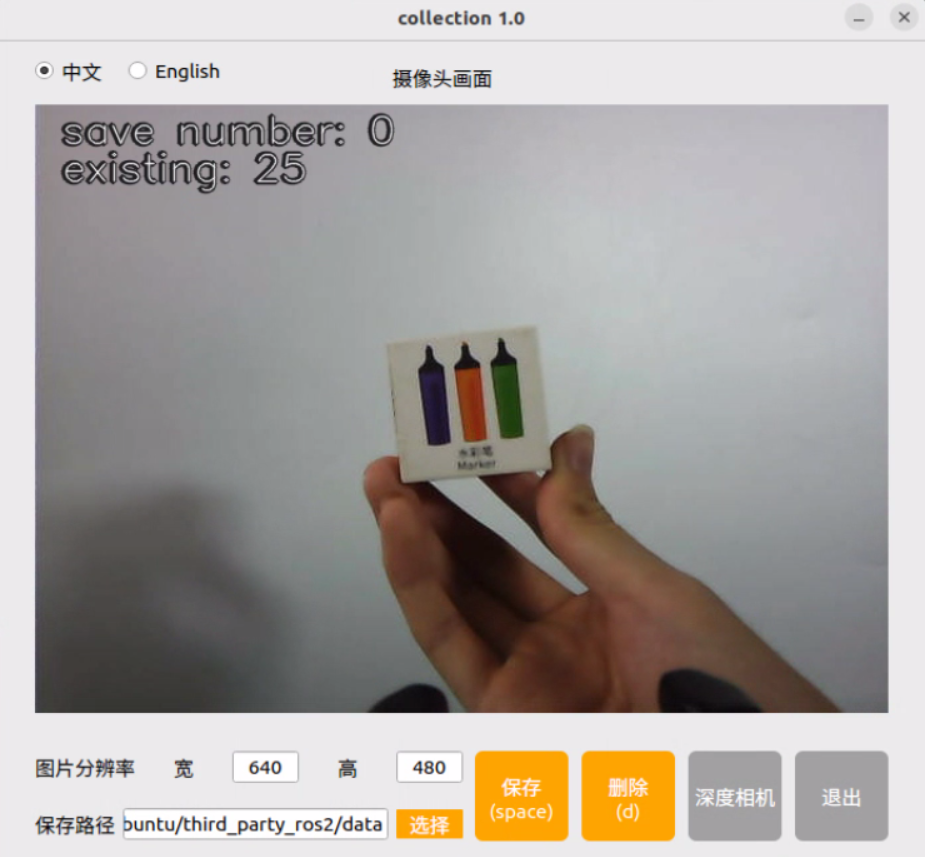 collection 1.0
中文 English
摄像头画面
save number: 0
existing: 25
水彩笔
Marker
图片分辨率 宽 640 高 480
保存路径 buntu/third_party_ros2/data 选择
保存
(space)
删除
(d)
深度相机
退出